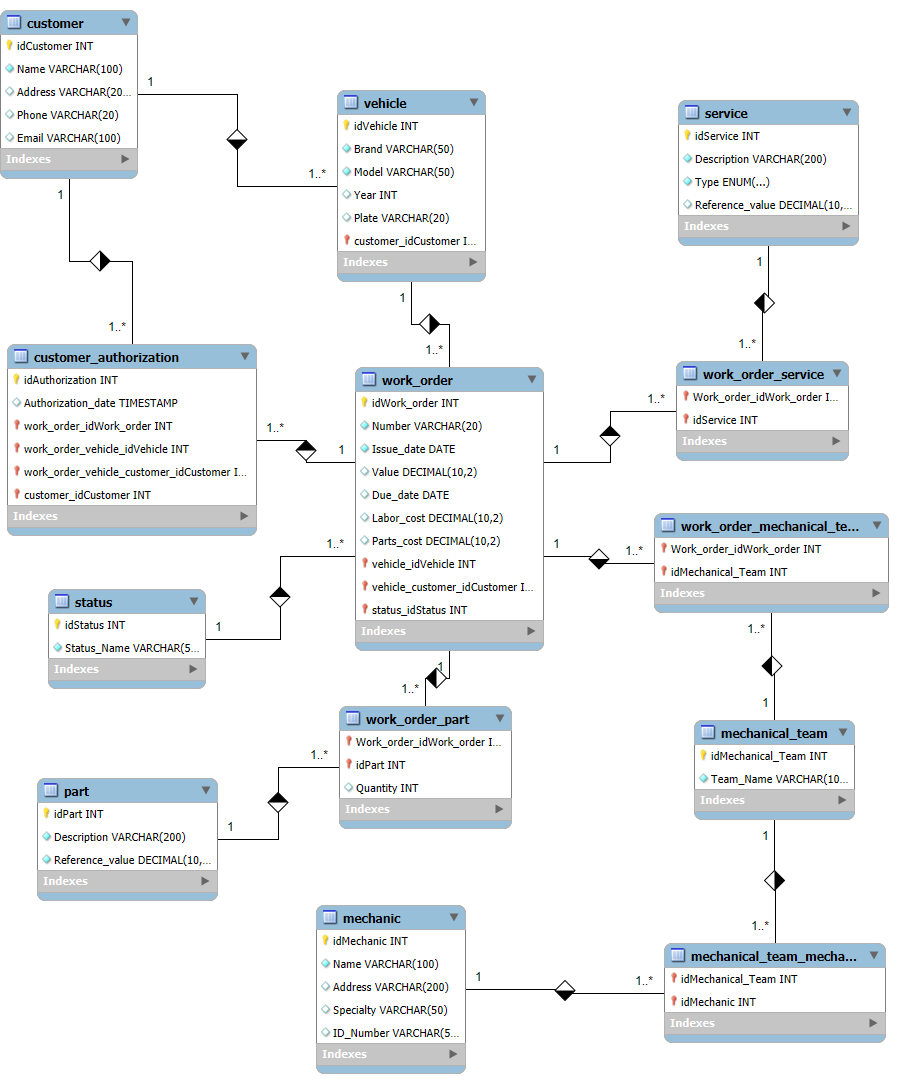 customer
idCustomer INT
Name VARCHAR(100)
Address VARCHAR(20...
Phone VARCHAR(20)
Email VARCHAR(100)
Indexes
1
1..*
vehicle
idVehicle INT
Brand VARCHAR(50)
Model VARCHAR(50)
Year INT
Plate VARCHAR(20)
customer_idCustomer I...
Indexes
service
idService INT
Description VARCHAR(200)
Type ENUM(...)
Reference_value DECIMAL(10,...
Indexes
1
1..*
1
1..*
1
1..*
customer_authorization
idAuthorization INT
Authorization_date TIMESTAMP
work_order_idWork_order INT
work_order_vehicle_idVehicle INT
work_order_vehicle_customer_idCustomer I...
customer_idCustomer INT
Indexes
1..*
1
work_order
idWork_order INT
Number VARCHAR(20)
Issue_date DATE
Value DECIMAL(10,2)
Due_date DATE
Labor_cost DECIMAL(10,2)
Parts_cost DECIMAL(10,2)
vehicle_idVehicle INT
vehicle_customer_idCustomer I...
status_idStatus INT
Indexes
1
1..*
work_order_service
Work_order_idWork_order I...
idService INT
Indexes
1
1..*
work_order_mechanical_te...
Work_order_idWork_order INT
idMechanical_Team INT
Indexes
1..*
1
status
idStatus INT
Status_Name VARCHAR(5...
Indexes
1
1..*
1..*
1
work_order_part
Work_order_idWork_order I...
idPart INT
Quantity INT
Indexes
mechanical_team
idMechanical_Team INT
Team_Name VARCHAR(10...
Indexes
1..*
1
part
idPart INT
Description VARCHAR(200)
Reference_value DECIMAL(10,...
Indexes
1
1..*
mechanic
idMechanic INT
Name VARCHAR(100)
Address VARCHAR(200)
Specialty VARCHAR(50)
ID_Number VARCHAR(5...
Indexes
1
1..*
mechanical_team_mecha...
idMechanical_Team INT
idMechanic INT
Indexes